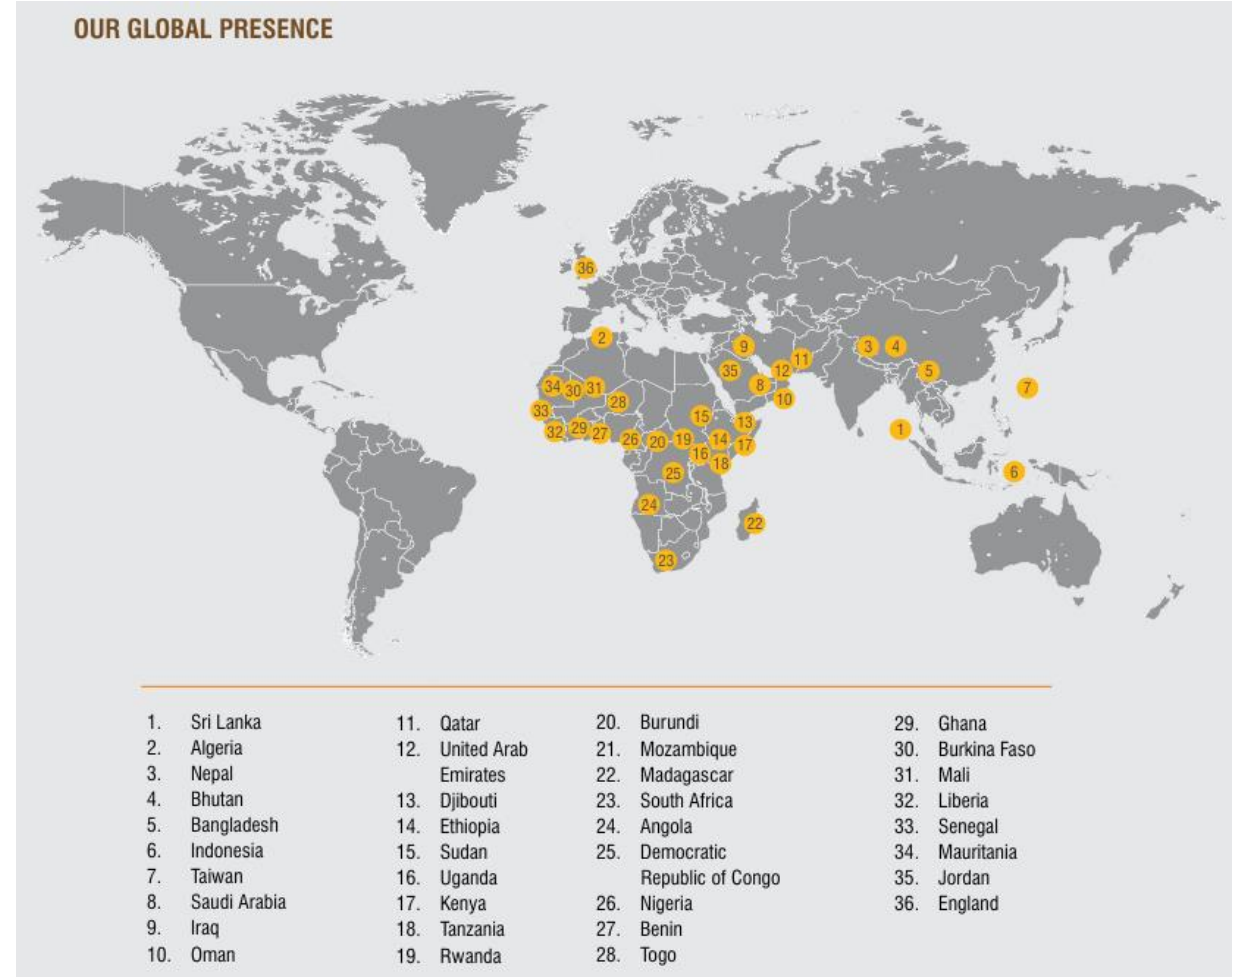 OUR GLOBAL PRESENCE
36
2
9
3
4
11
12
35
5
8
34
30
31
7
10
28
33
15
13
1
32
29
27
26
20
19
14
17
16
18
25
6
24
22
23
1. Sri Lanka
2. Algeria
3. Nepal
4. Bhutan
5. Bangladesh
6. Indonesia
7. Taiwan
8. Saudi Arabia
9. Iraq
10. Oman
11. Qatar
12. United Arab
Emirates
13. Djibouti
14. Ethiopia
15. Sudan
16. Uganda
17. Kenya
18. Tanzania
19. Rwanda
20. Burundi
21. Mozambique
22. Madagascar
23. South Africa
24. Angola
25. Democratic
Republic of Congo
26. Nigeria
27. Benin
28. Togo
29. Ghana
30. Burkina Faso
31. Mali
32. Liberia
33. Senegal
34. Mauritania
35. Jordan
36. England